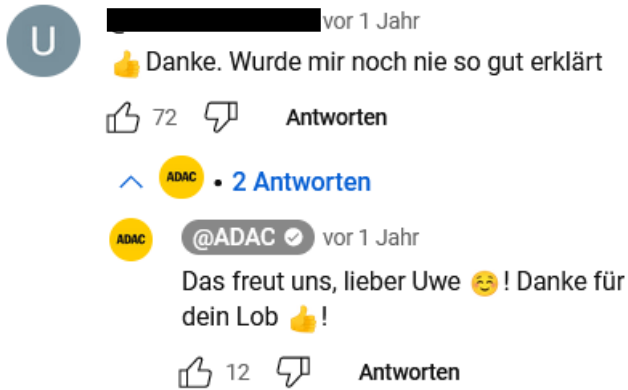 U
vor 1 Jahr
👍 Danke. Wurde mir noch nie so gut erklärt
72 Antworten
ADAC • 2 Antworten
ADAC @ADAC vor 1 Jahr
Das freut uns, lieber Uwe ☺️! Danke für
dein Lob 👍!
12 Antworten